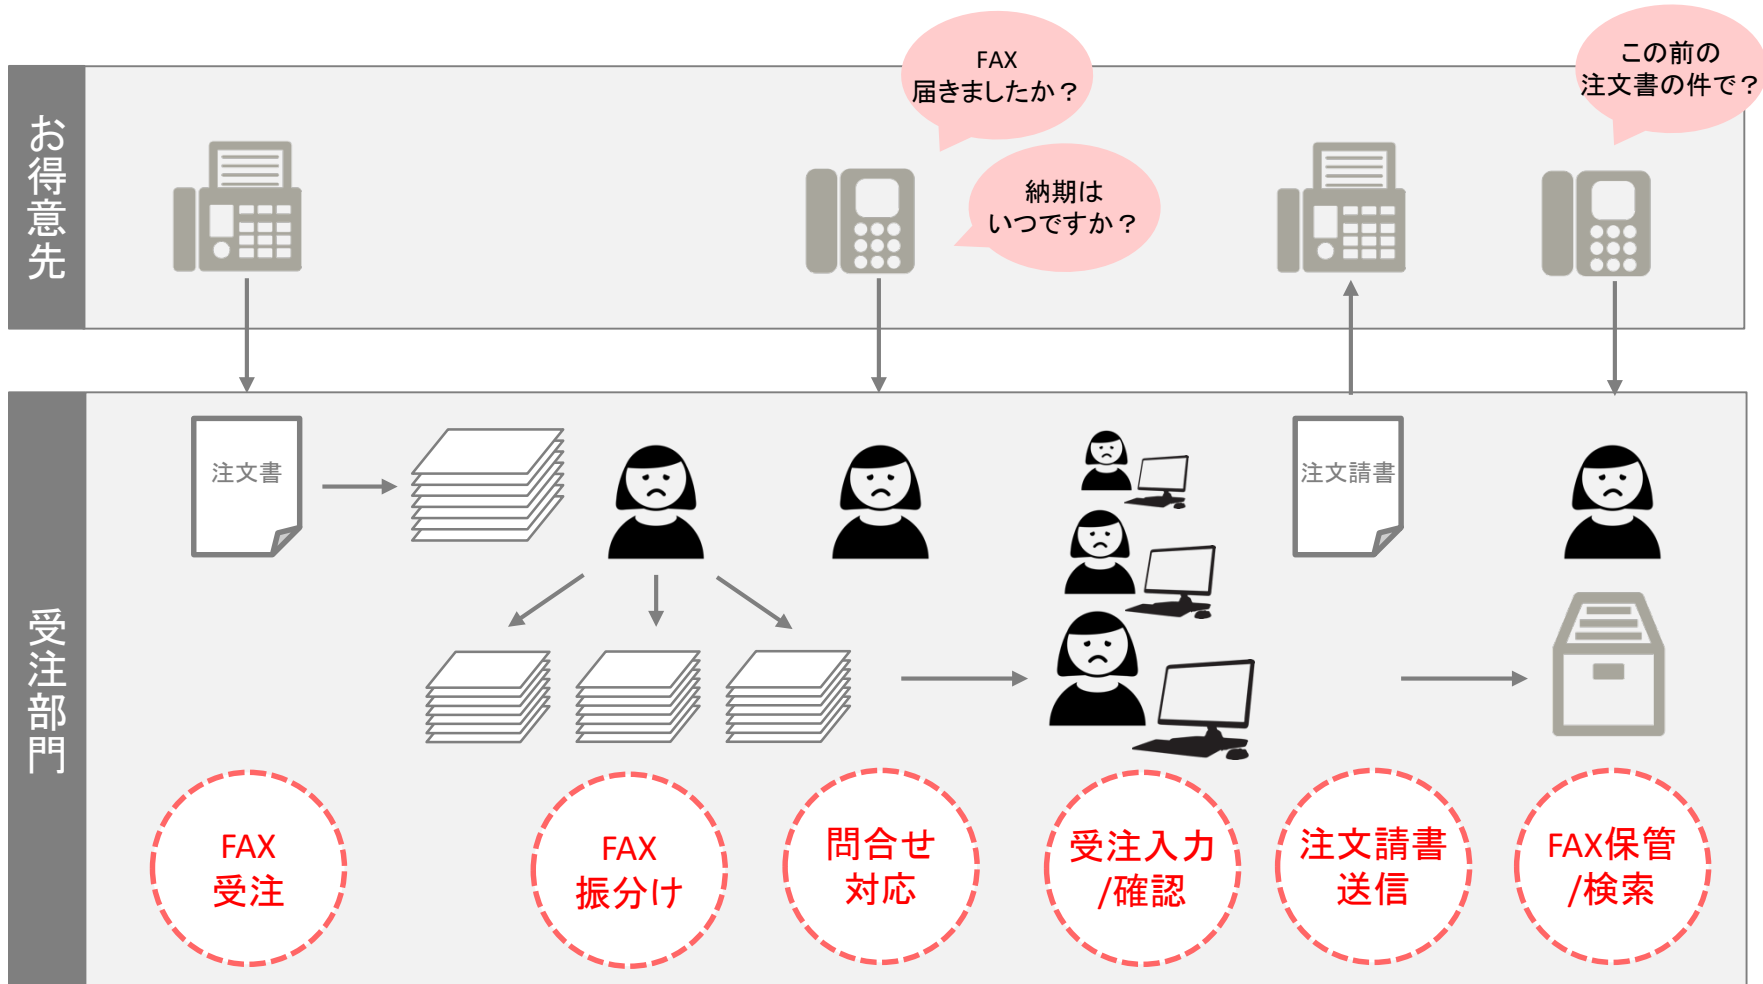 お得意先
FAX
届きましたか？
納期は
いつですか？
この前の
注文書の件で？
受注部門
注文書
注文請書
FAX
受注
FAX
振分け
問合せ
対応
受注入力
/確認
注文請書
送信
FAX保管
/検索